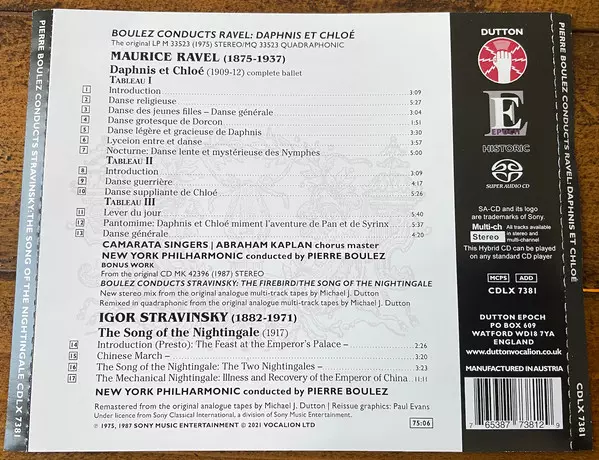 BOULEZ CONDUCTS RAVEL: DAPHNIS ET CHLOÉ
The original LP M 33523 (1975) STEREO/MQ 33523 QUADRAPHONIC
MAURICE RAVEL (1875-1937)
Daphnis et Chloé (1909-12) complete ballet
TABLEAU I
1 Introduction 3:09
2 Danse religieuse 5:27
3 Danse des jeunes filles – Danse générale 3:09
4 Danse grotesque de Dorcon 1:51
5 Danse légère et gracieuse de Daphnis 3:30
6 Lyceion entre et danse 3:57
7 Nocturne: Danse lente et mystérieuse des Nymphes 5:00
TABLEAU II
8 Introduction 3:09
9 Danse guerrière 4:17
10 Danse suppliante de Chloé 5:26
TABLEAU III
11 Lever du jour 5:40
12 Pantomime: Daphnis et Chloé miment l'aventure de Pan et de Syrinx 6:39
13 Danse générale 4:20
CAMARATA SINGERS | ABRAHAM KAPLAN chorus master
NEW YORK PHILHARMONIC conducted by PIERRE BOULEZ
BONUS WORK
From the original CD MK 42396 (1987) STEREO
BOULEZ CONDUCTS STRAVINSKY: THE FIREBIRD/THE SONG OF THE NIGHTINGALE
New stereo mix from the original analogue multi-track tapes by Michael J. Dutton
Remixed in quadraphonic from the original analogue multi-track tapes by Michael J. Dutton
IGOR STRAVINSKY (1882-1971)
The Song of the Nightingale (1917)
14 Introduction (Presto): The Feast at the Emperor's Palace – 2:26
15 Chinese March – 3:21
16 The Song of the Nightingale: The Two Nightingales –
17 The Mechanical Nightingale: Illness and Recovery of the Emperor of China 11:11
NEW YORK PHILHARMONIC conducted by PIERRE BOULEZ
Remastered from the original analogue tapes by Michael J. Dutton | Reissue graphics: Paul Evans
Under licence from Sony Classical International, a division of Sony Music Entertainment.
℗ 1975, 1987 SONY MUSIC ENTERTAINMENT © 2021 VOCALION LTD
75:06
DUTTON
E
EPOCH
HISTORIC
SUPER AUDIO CD
SA-CD and its logo
are trademarks of Sony.
Multi-ch
Stereo
All tracks available
in stereo and
multi-channel
This Hybrid CD can be played
on any standard CD player
MCPS ADD
CDLX 7381
DUTTON EPOCH
PO BOX 609
WATFORD WD18 7YA
ENGLAND
www.duttonvocalion.co.uk
MANUFACTURED IN AUSTRIA
7 65387 73812 9
PIERRE BOULEZ CONDUCTS STRAVINSKY: THE SONG OF THE NIGHTINGALE CDLX 7381
PIERRE BOULEZ CONDUCTS RAVEL: DAPHNIS ET CHLOÉ
CDLX 7381